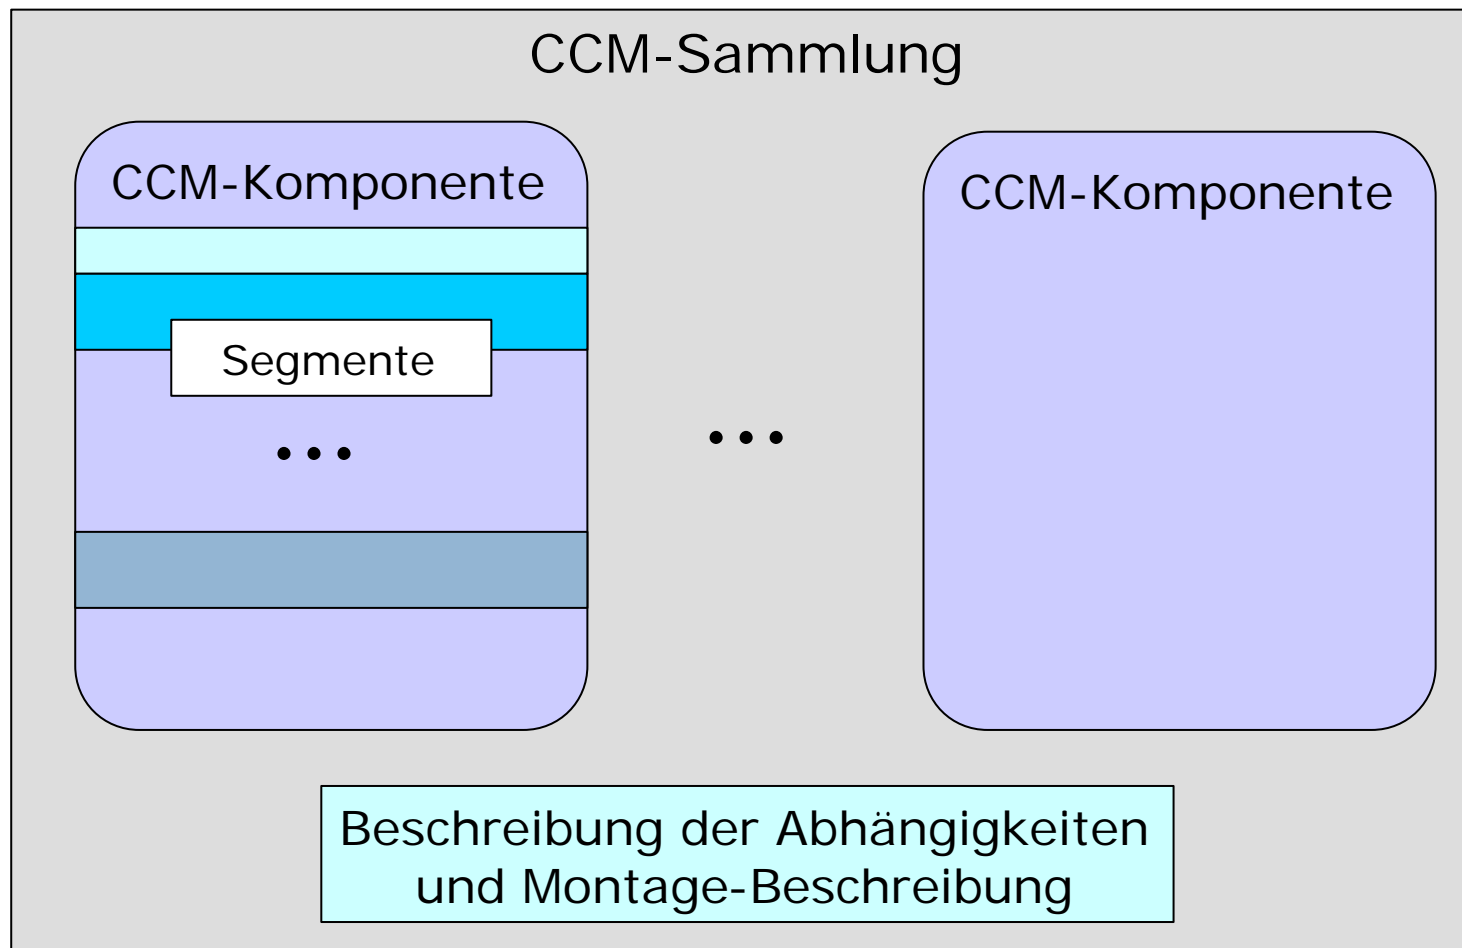 CCM-Sammlung
CCM-Komponente
Segmente
CCM-Komponente
Beschreibung der Abhängigkeiten
und Montage-Beschreibung